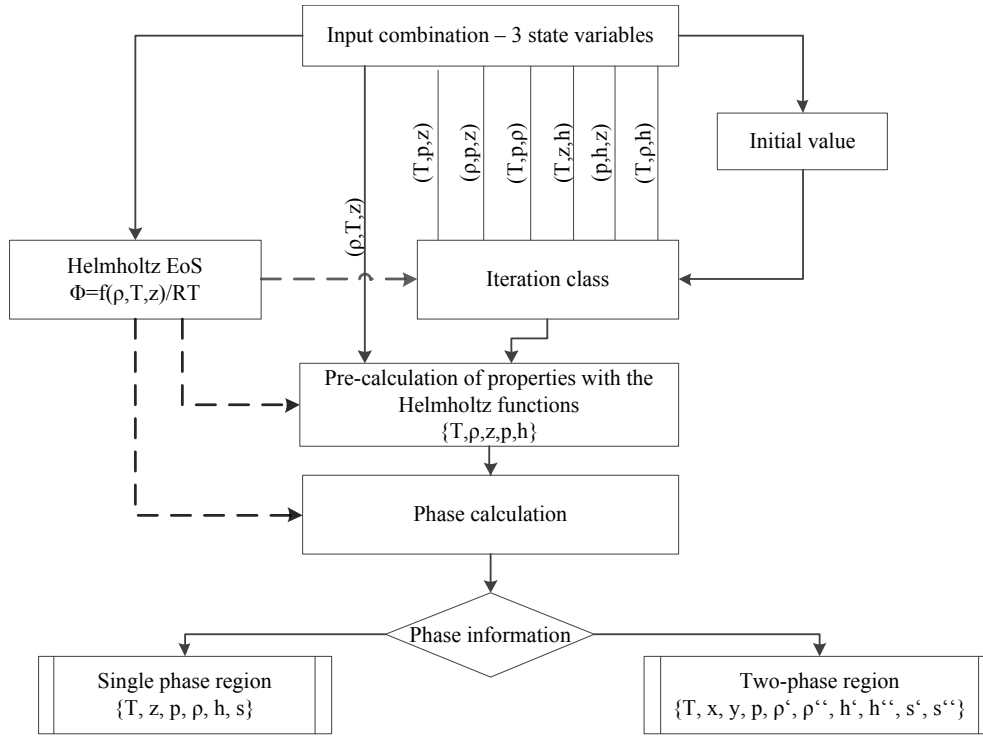 Input combination – 3 state variables
(ρ,T,z)
(T,p,z)
(ρ,p,z)
(T,p,ρ)
(T,z,h)
(p,h,z)
(T,ρ,h)
Initial value
Helmholtz EoS
Φ=f(ρ,T,z)/RT
Iteration class
Pre-calculation of properties with the
Helmholtz functions
{T,ρ,z,p,h}
Phase calculation
Phase information
Single phase region
{T, z, p, ρ, h, s}
Two-phase region
{T, x, y, p, ρ‘, ρ‘‘, h‘, h‘‘, s‘, s‘‘}